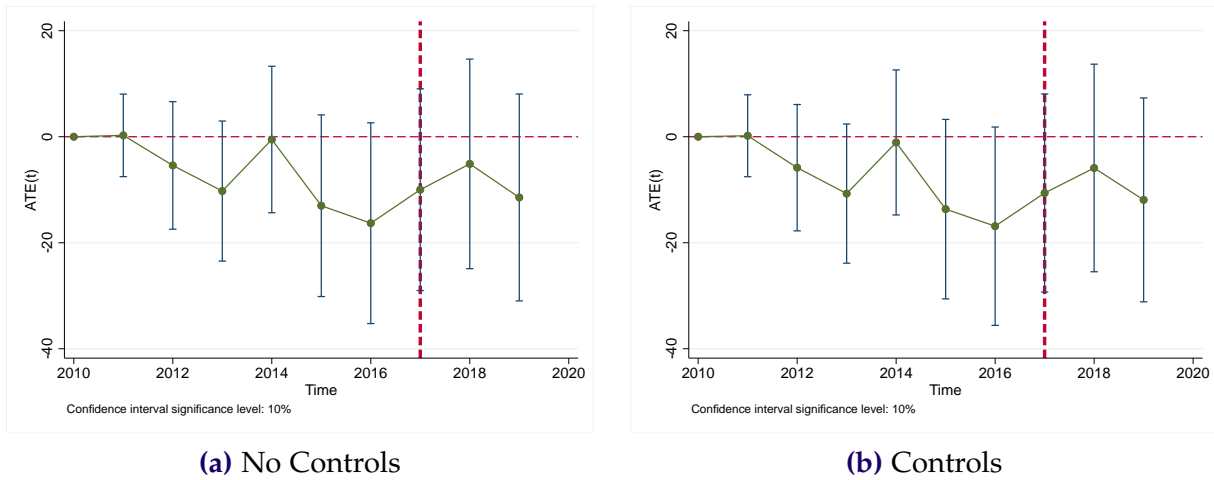 20
0
-20
-40
ATE(t)
2010
2012
2014
2016
2018
2020
Time
Confidence interval significance level: 10%
(a) No Controls
20
0
-20
-40
ATE(t)
2010
2012
2014
2016
2018
2020
Time
Confidence interval significance level: 10%
(b) Controls